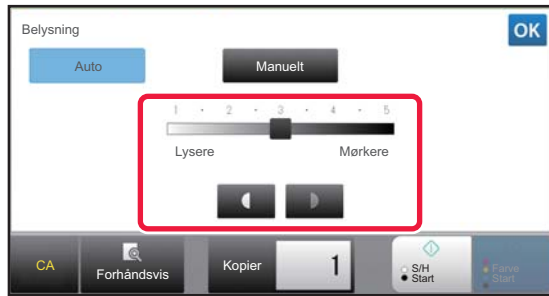 Belysning
OK
Auto
Manuelt
1 • 2 • 3 • 4 • 5
Lysere
Mørkere
CA
Forhåndsvis
Kopier
1
S/H
Start
Farve
Start